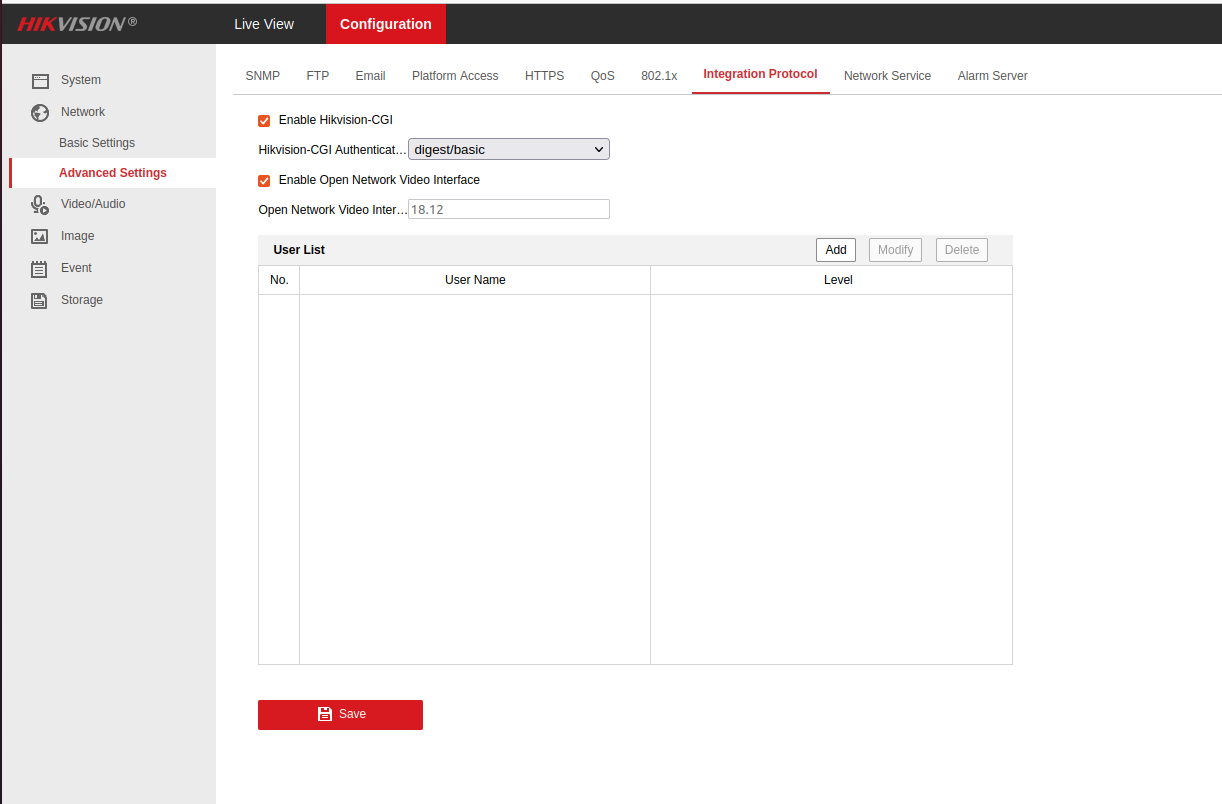 HIKVISION®
Live View
Configuration
System
Network
Basic Settings
Advanced Settings
Video/Audio
Image
Event
Storage
SNMP FTP Email Platform Access HTTPS QoS 802.1x Integration Protocol Network Service Alarm Server
Enable Hikvision-CGI
Hikvision-CGI Authenticat... digest/basic
Enable Open Network Video Interface
Open Network Video Inter... 18.12
User List Add Modify Delete
No. User Name Level
Save